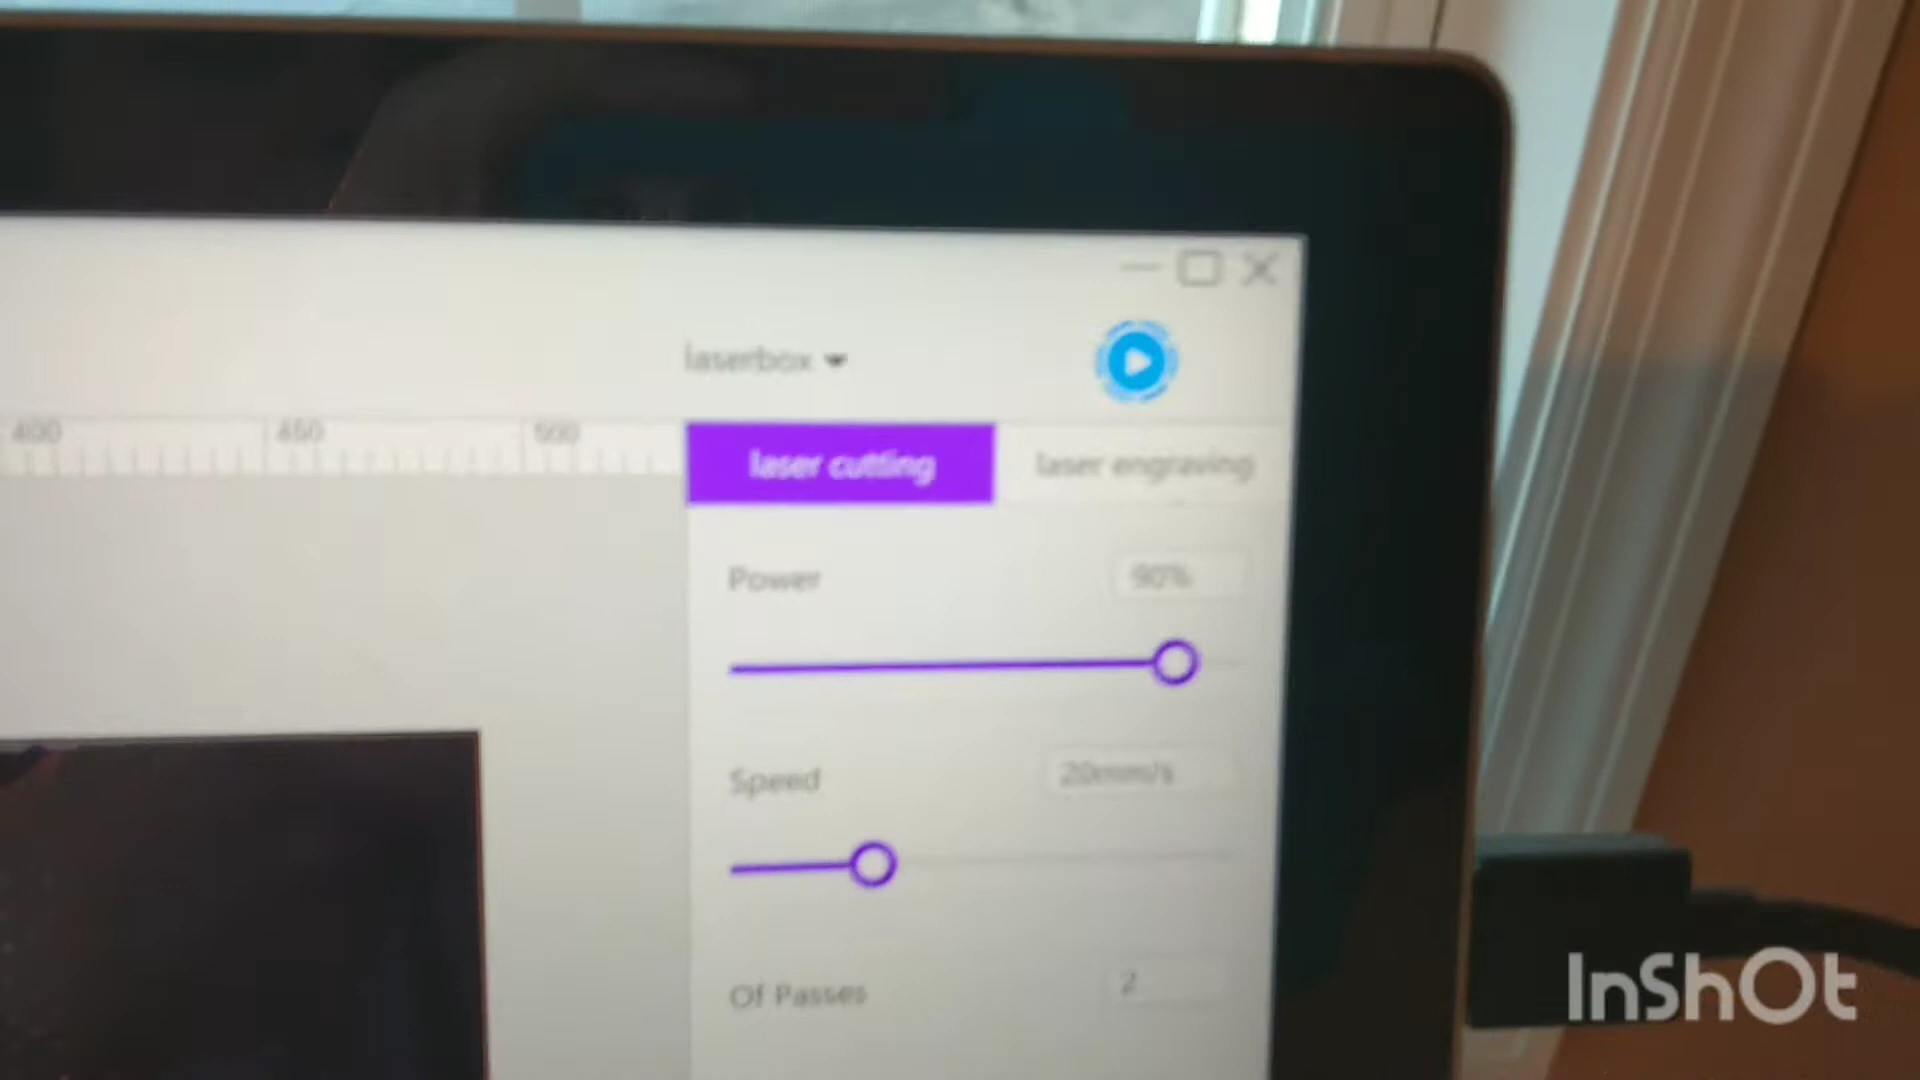 laserbox
400 450 500
laser cutting laser engraving
Power 90%
Speed 20mm/s
Of Passes 2
InShOt